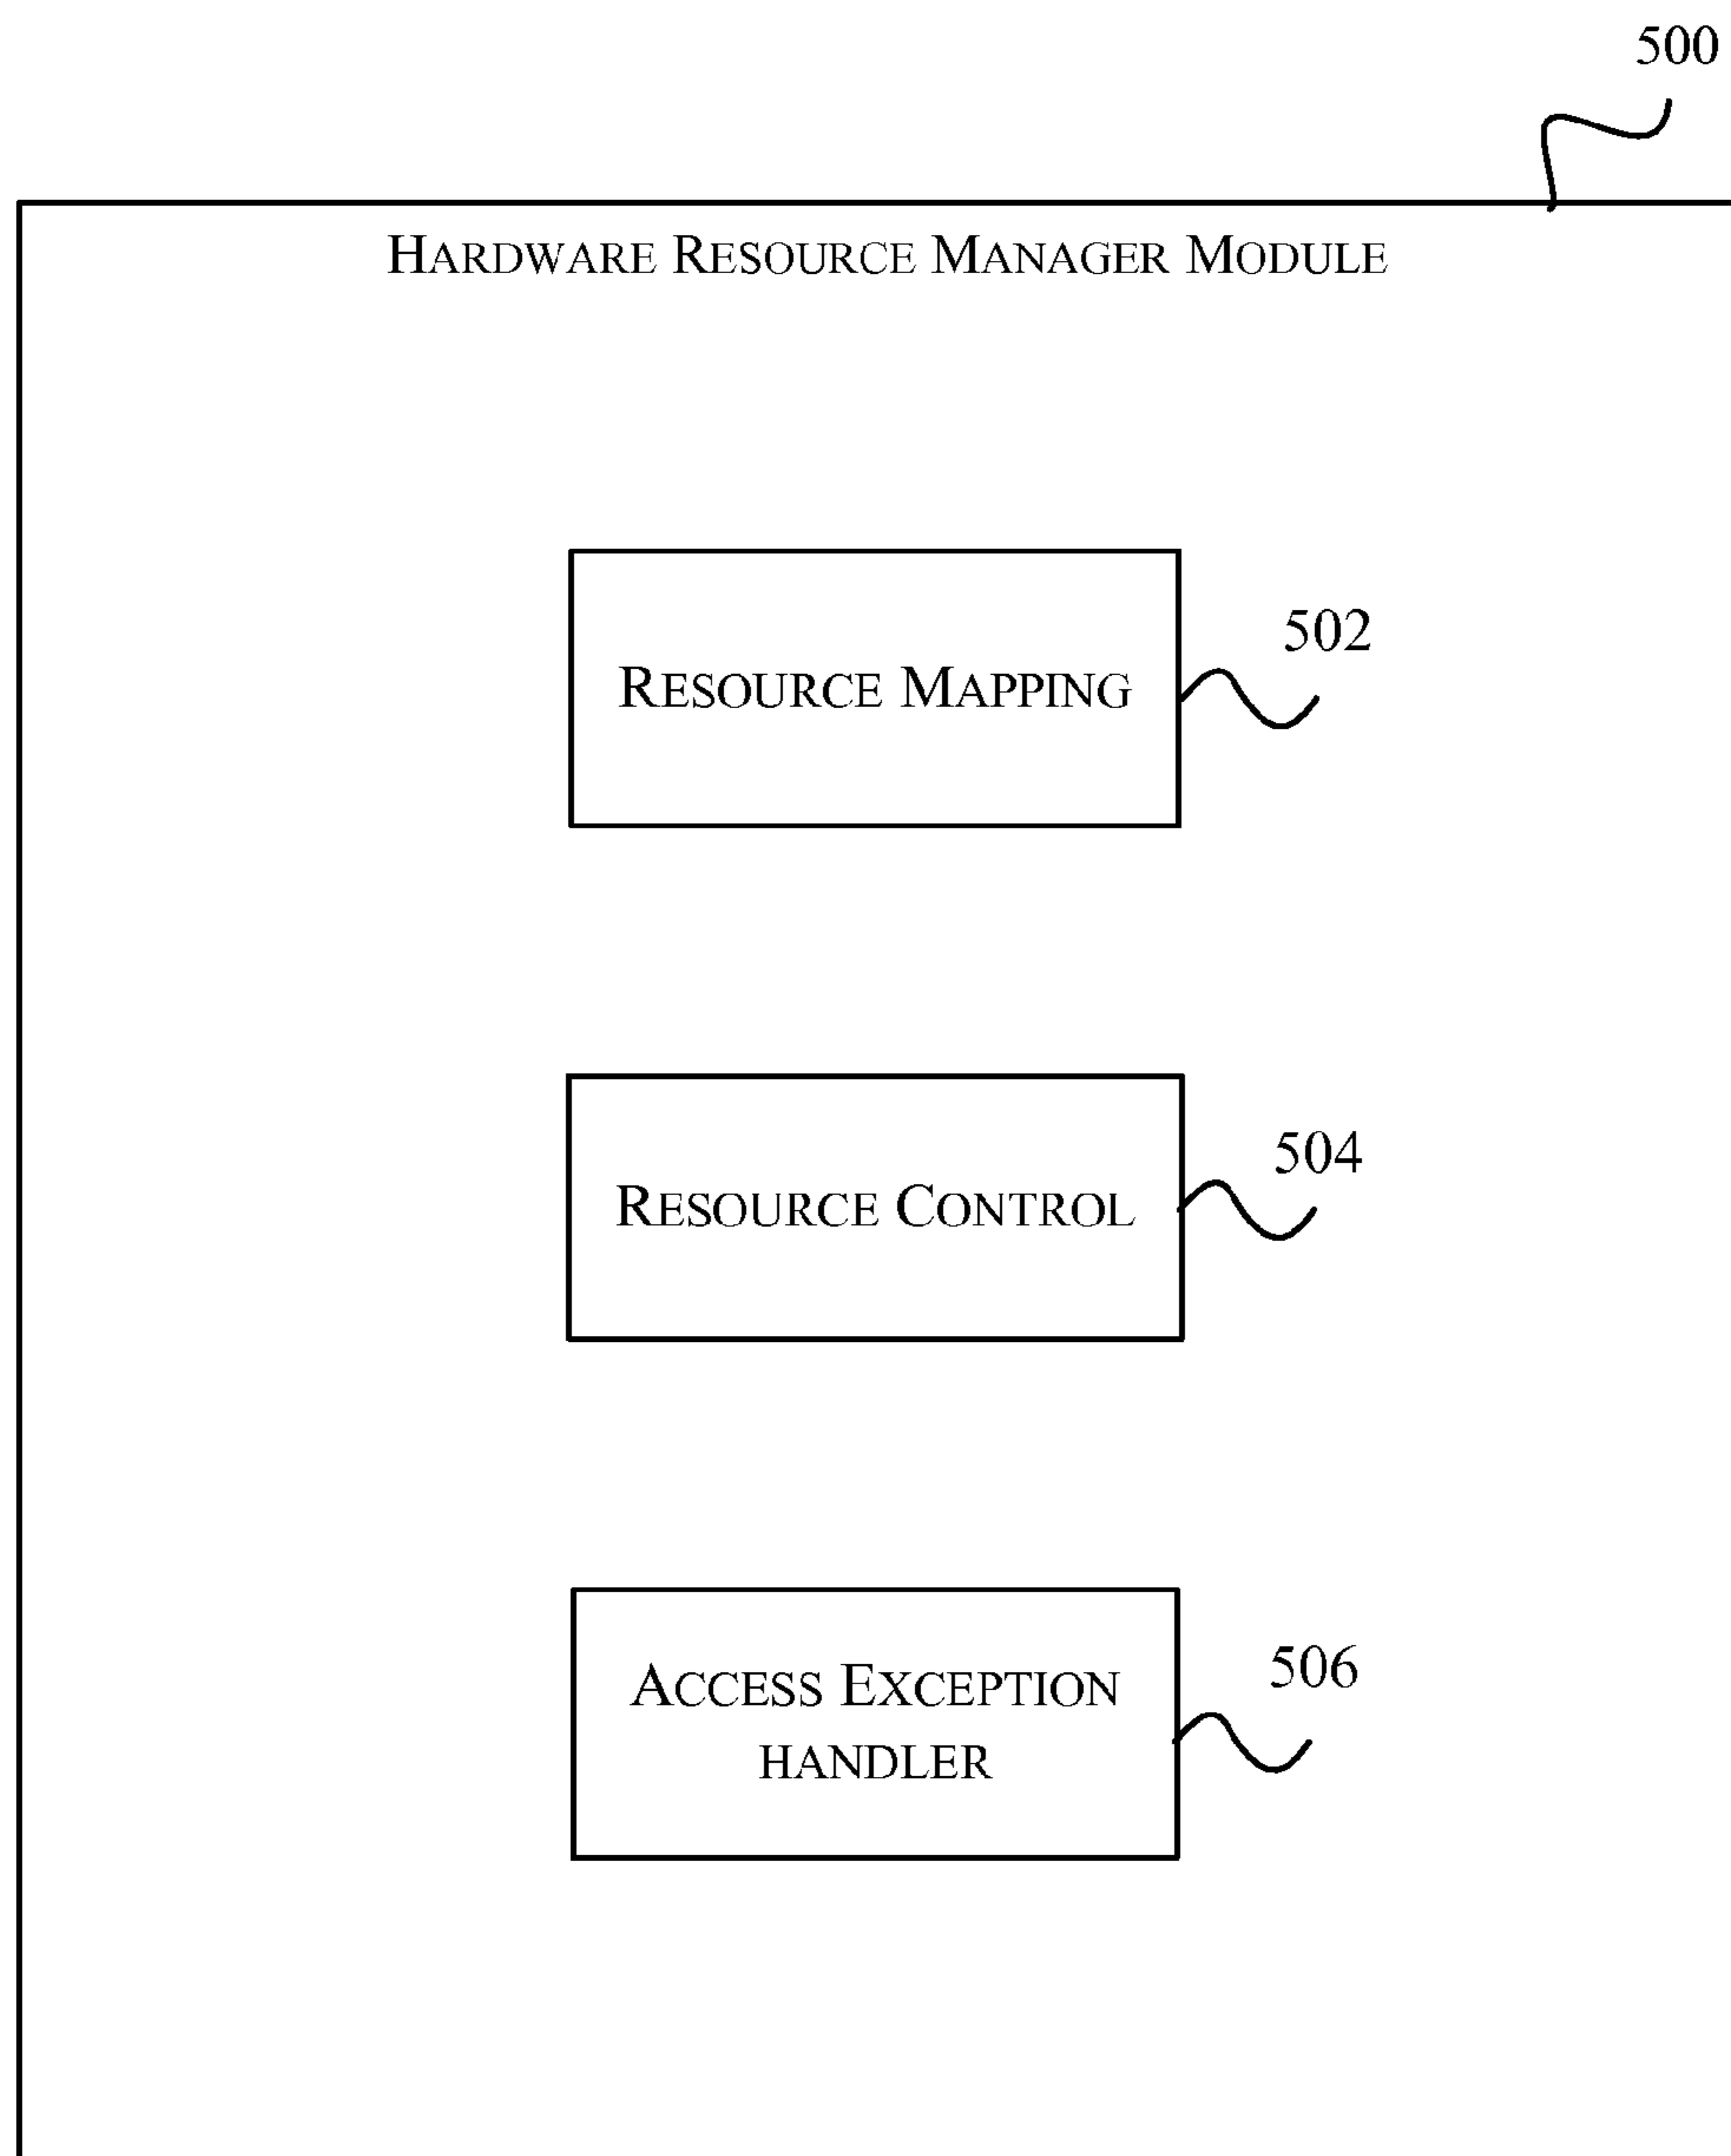 500
HARDWARE RESOURCE MANAGER MODULE
502
RESOURCE MAPPING
504
RESOURCE CONTROL
506
ACCESS EXCEPTION
HANDLER